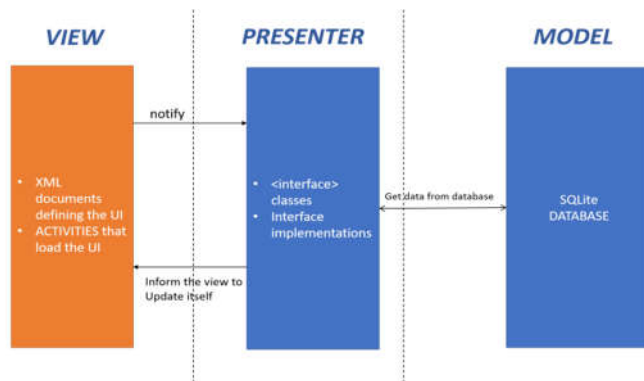 VIEW
PRESENTER
MODEL
notify
• XML
documents
defining the UI
• ACTIVITIES that
load the UI
• <interface>
classes
• Interface
implementations
Get data from database
SQLite
DATABASE
Inform the view to
Update itself